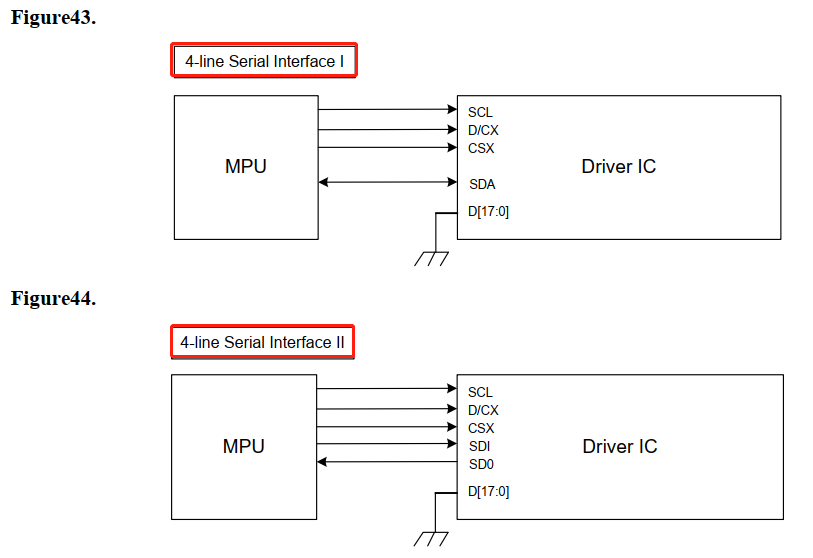 Figure43.
4-line Serial Interface I
SCL
D/CX
MPU
CSX
Driver IC
SDA
D[17:0]
Figure44.
4-line Serial Interface II
SCL
D/CX
CSX
MPU
SDI
Driver IC
SD0
D[17:0]